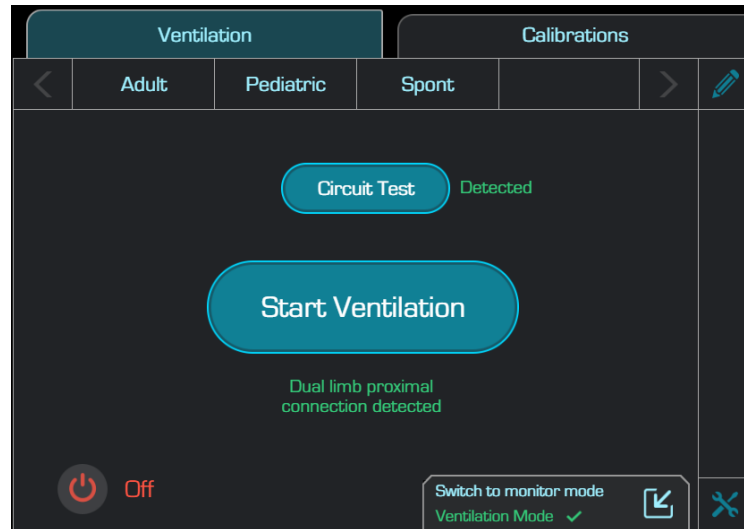 Ventilation
Calibrations
Adult
Pediatric
Spont
Circuit Test
Detected
Start Ventilation
Dual limb proximal
connection detected
Off
Switch to monitor mode
Ventilation Mode